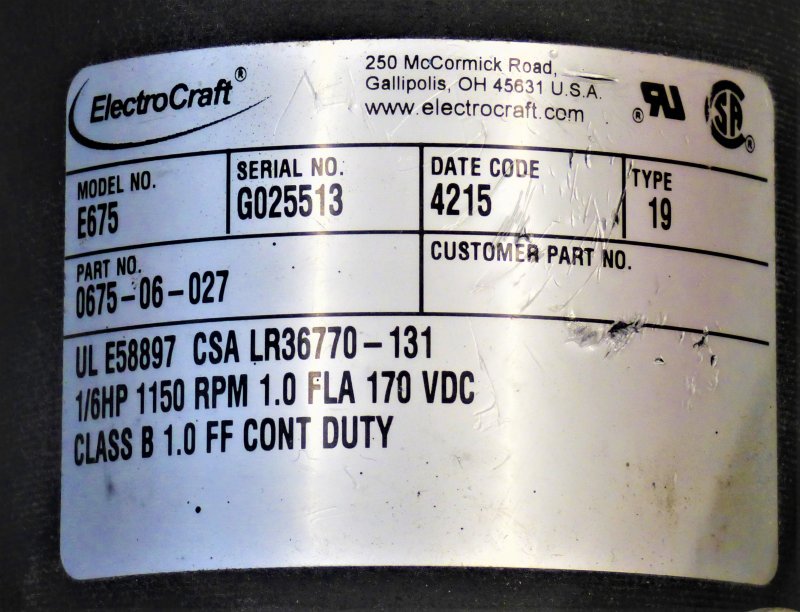 ElectroCraft®
250 McCormick Road,
Gallipolis, OH 45631 U.S.A.
www.electrocraft.com
RU ®
CSA ®
MODEL NO.
E675
SERIAL NO.
G025513
DATE CODE
4215
TYPE
19
PART NO.
0675-06-027
CUSTOMER PART NO.
UL E58897 CSA LR36770-131
1/6HP 1150 RPM 1.0 FLA 170 VDC
CLASS B 1.0 FF CONT DUTY